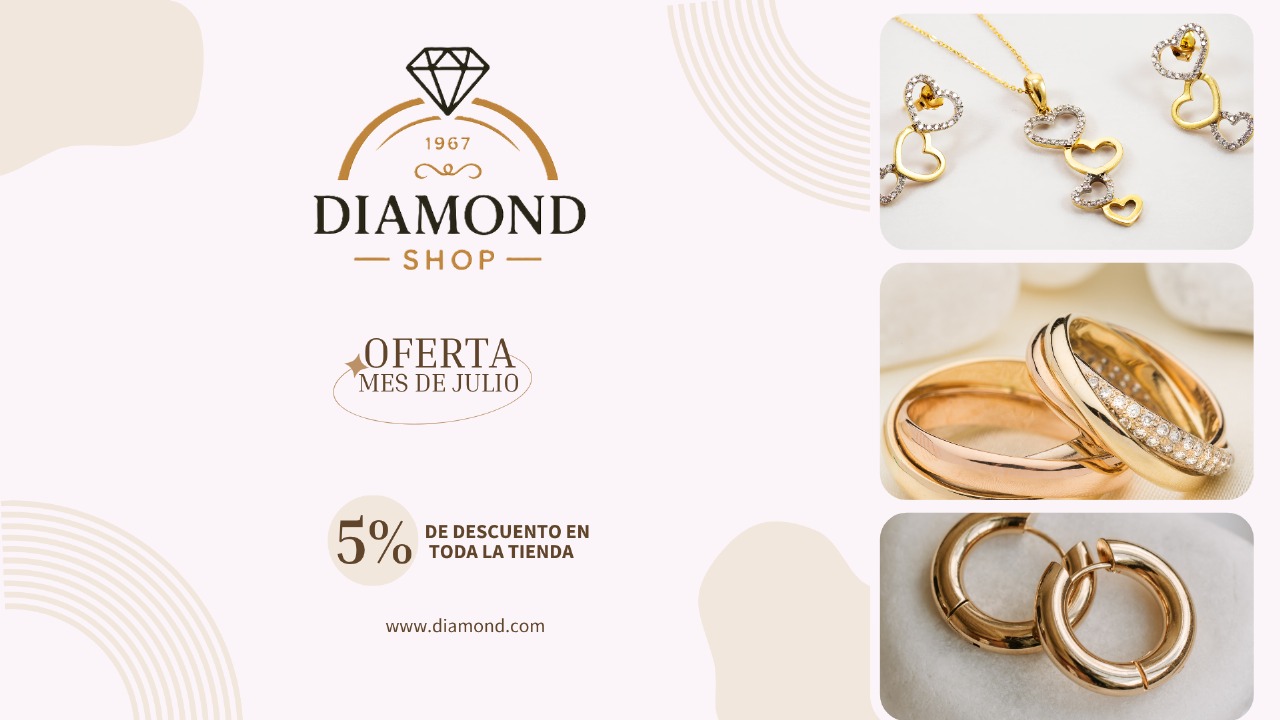 1967
DIAMOND
SHOP
OFERTA
MES DE JULIO
5%
DE DESCUENTO EN
TODA LA TIENDA
www.diamond.com